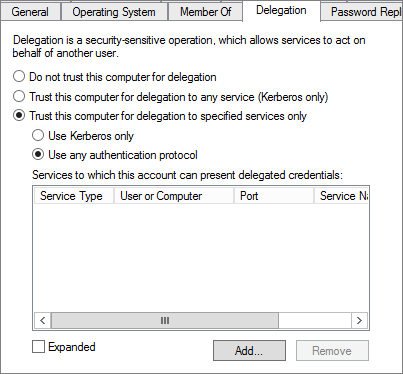 General Operating System Member Of Delegation Password Repl
Delegation is a security-sensitive operation, which allows services to act on
behalf of another user.
Do not trust this computer for delegation
Trust this computer for delegation to any service (Kerberos only)
Trust this computer for delegation to specified services only
Use Kerberos only
Use any authentication protocol
Services to which this account can present delegated credentials:
Service Type User or Computer Port Service Na
Expanded Add... Remove